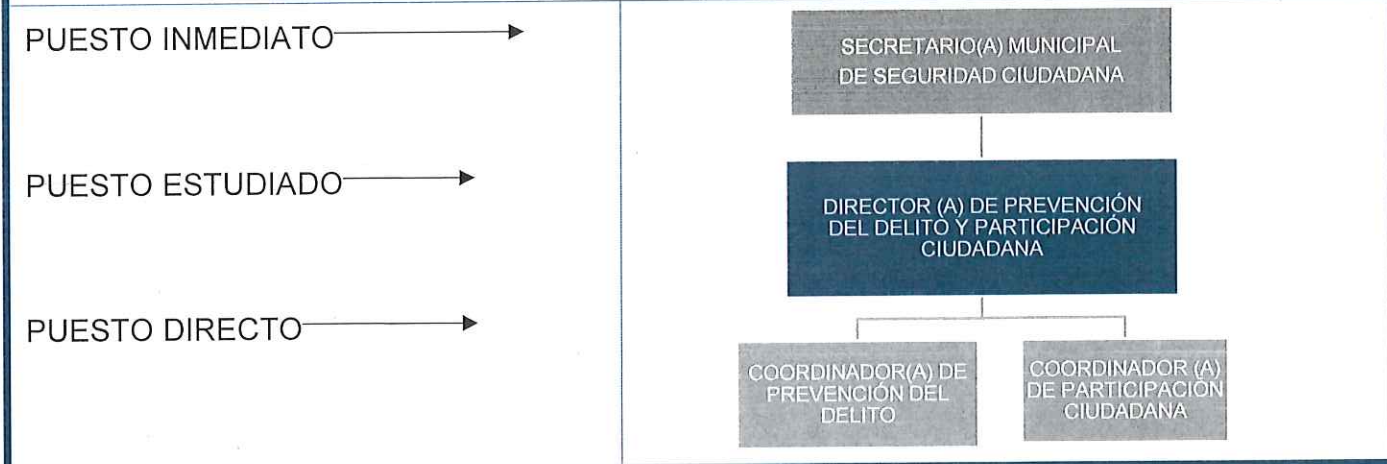 PUESTO INMEDIATO
SECRETARIO(A) MUNICIPAL
DE SEGURIDAD CIUDADANA
PUESTO ESTUDIADO
DIRECTOR (A) DE PREVENCIÓN
DEL DELITO Y PARTICIPACIÓN
CIUDADANA
PUESTO DIRECTO
COORDINADOR(A) DE
PREVENCIÓN DEL
DELITO
COORDINADOR (A)
DE PARTICIPACIÓN
CIUDADANA